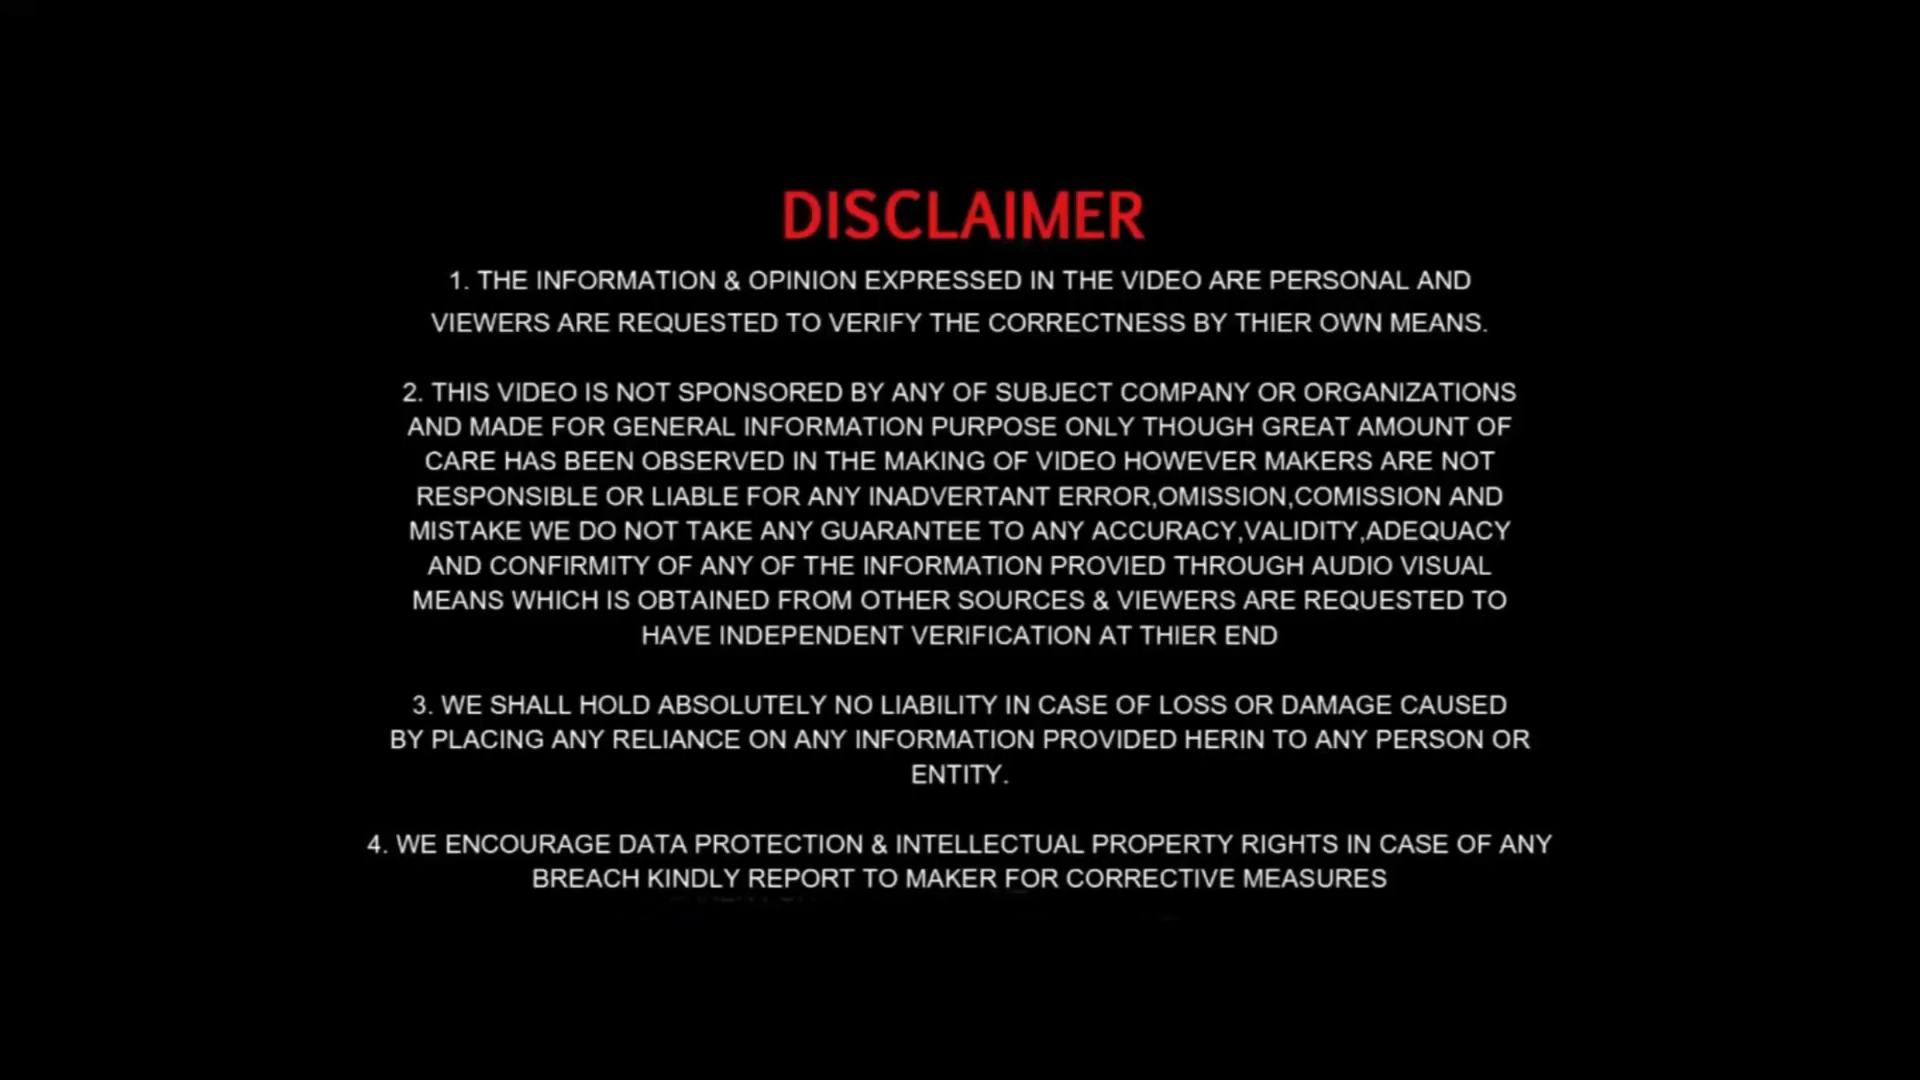 DISCLAIMER
1. THE INFORMATION & OPINION EXPRESSED IN THE VIDEO ARE PERSONAL AND
VIEWERS ARE REQUESTED TO VERIFY THE CORRECTNESS BY THIER OWN MEANS.
2. THIS VIDEO IS NOT SPONSORED BY ANY OF SUBJECT COMPANY OR ORGANIZATIONS
AND MADE FOR GENERAL INFORMATION PURPOSE ONLY THOUGH GREAT AMOUNT OF
CARE HAS BEEN OBSERVED IN THE MAKING OF VIDEO HOWEVER MAKERS ARE NOT
RESPONSIBLE OR LIABLE FOR ANY INADVERTANT ERROR,OMISSION,COMISSION AND
MISTAKE WE DO NOT TAKE ANY GUARANTEE TO ANY ACCURACY,VALIDITY,ADEQUACY
AND CONFIRMITY OF ANY OF THE INFORMATION PROVIED THROUGH AUDIO VISUAL
MEANS WHICH IS OBTAINED FROM OTHER SOURCES & VIEWERS ARE REQUESTED TO
HAVE INDEPENDENT VERIFICATION AT THIER END
3. WE SHALL HOLD ABSOLUTELY NO LIABILITY IN CASE OF LOSS OR DAMAGE CAUSED
BY PLACING ANY RELIANCE ON ANY INFORMATION PROVIDED HERIN TO ANY PERSON OR
ENTITY.
4. WE ENCOURAGE DATA PROTECTION & INTELLECTUAL PROPERTY RIGHTS IN CASE OF ANY
BREACH KINDLY REPORT TO MAKER FOR CORRECTIVE MEASURES